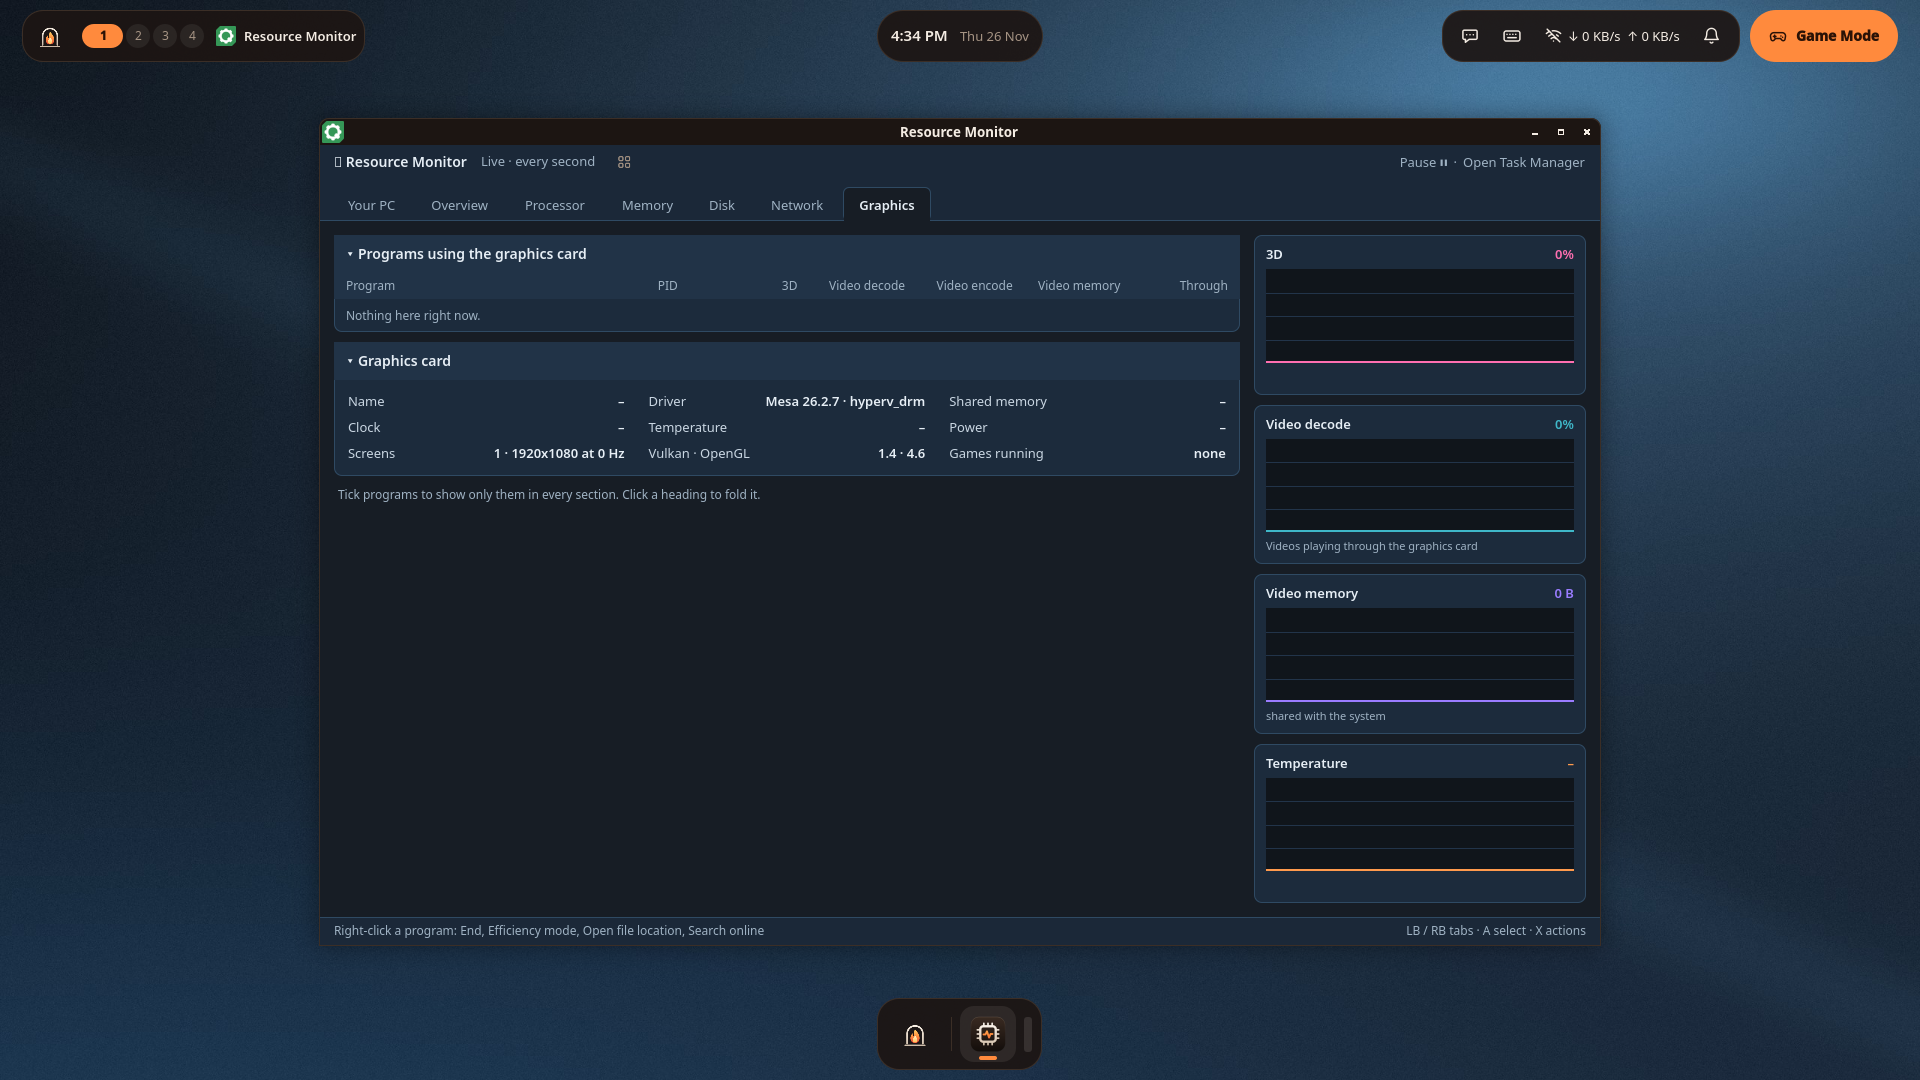 1 2 3 4 Resource Monitor
4:34 PM Thu 26 Nov
↓ 0 KB/s ↑ 0 KB/s
Game Mode
Resource Monitor
Resource Monitor Live · every second
Pause · Open Task Manager
Your PC Overview Processor Memory Disk Network Graphics
Programs using the graphics card
Program PID 3D Video decode Video encode Video memory Through
Nothing here right now.
Graphics card
Name – Driver Mesa 26.2.7 · hyperv_drm Shared memory –
Clock – Temperature – Power –
Screens 1 · 1920x1080 at 0 Hz Vulkan · OpenGL 1.4 · 4.6 Games running none
Tick programs to show only them in every section. Click a heading to fold it.
3D 0%
Video decode 0%
Videos playing through the graphics card
Video memory 0 B
shared with the system
Temperature –
Right-click a program: End, Efficiency mode, Open file location, Search online
LB / RB tabs · A select · X actions